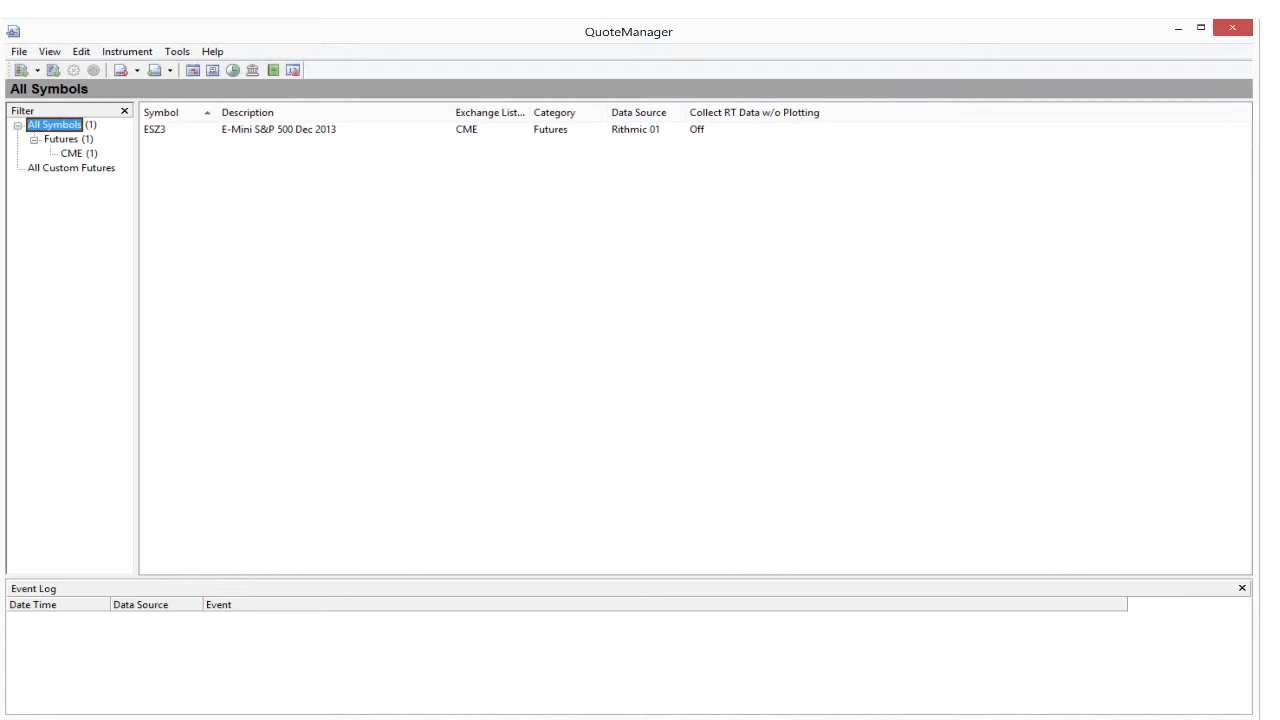 QuoteManager
File View Edit Instrument Tools Help
All Symbols
Filter
All Symbols (1)
Futures (1)
CME (1)
All Custom Futures
Symbol Description Exchange List... Category Data Source Collect RT Data w/o Plotting
ESZ3 E-Mini S&P 500 Dec 2013 CME Futures Rithmic 01 Off
Event Log
Date Time Data Source Event